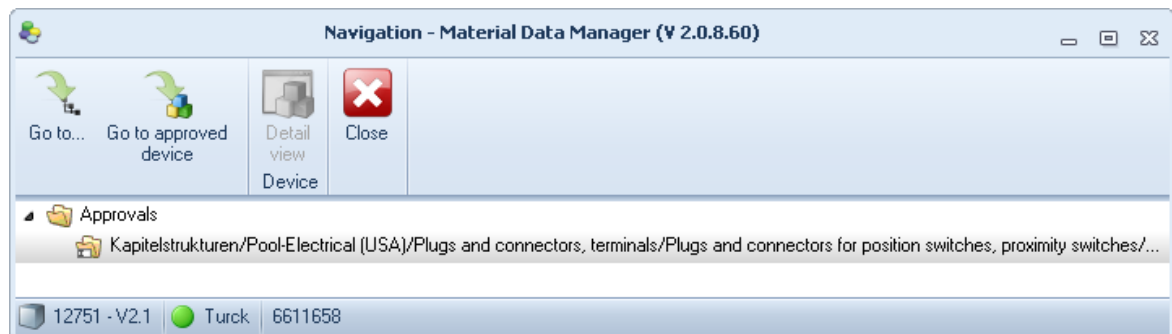 Navigation - Material Data Manager (V 2.0.8.60)
Go to...
Go to approved
device
Detail
view
Close
Device
Approvals
Kapitelstrukturen/Pool-Electrical (USA)/Plugs and connectors, terminals/Plugs and connectors for position switches, proximity switches/...
12751 - V2.1 Turck 6611658